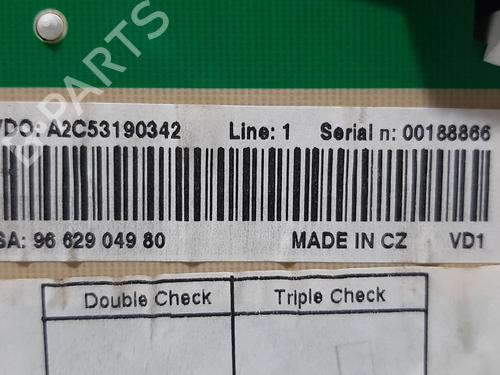 VDO: A2C53190342 Line: 1 Serial n: 00188866
SA: 96 629 049 80 MADE IN CZ VD1
Double Check Triple Check
B-PARTS